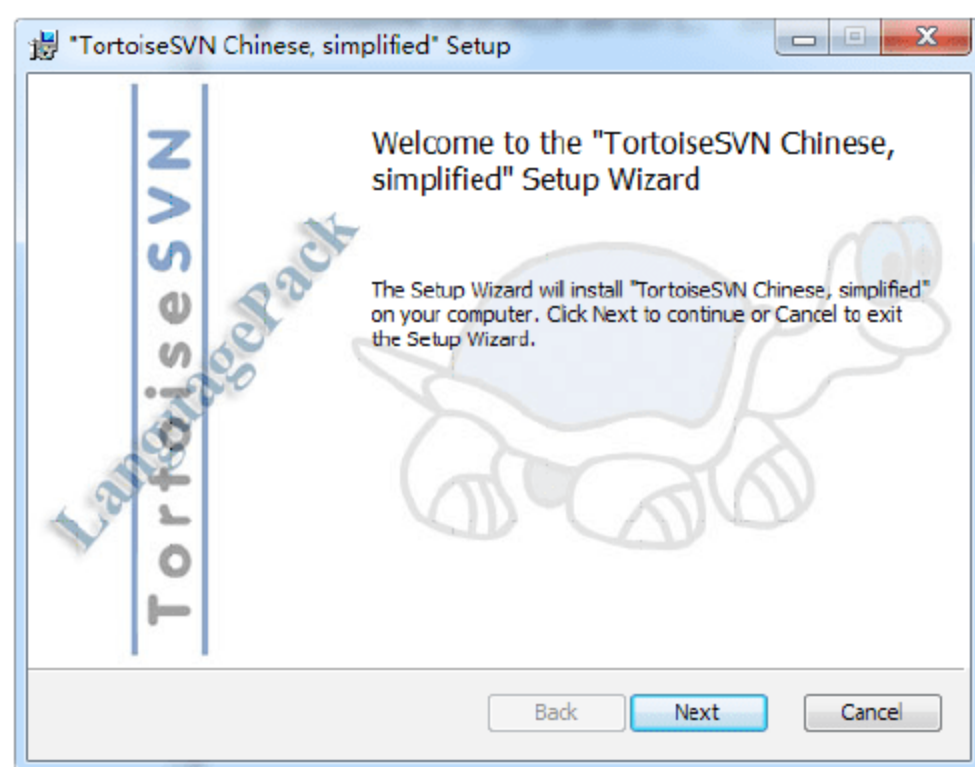 "TortoiseSVN Chinese, simplified" Setup
TortoiseSVN
LanguagePack
Welcome to the "TortoiseSVN Chinese,
simplified" Setup Wizard
The Setup Wizard will install "TortoiseSVN Chinese, simplified"
on your computer. Click Next to continue or Cancel to exit
the Setup Wizard.
Back
Next
Cancel